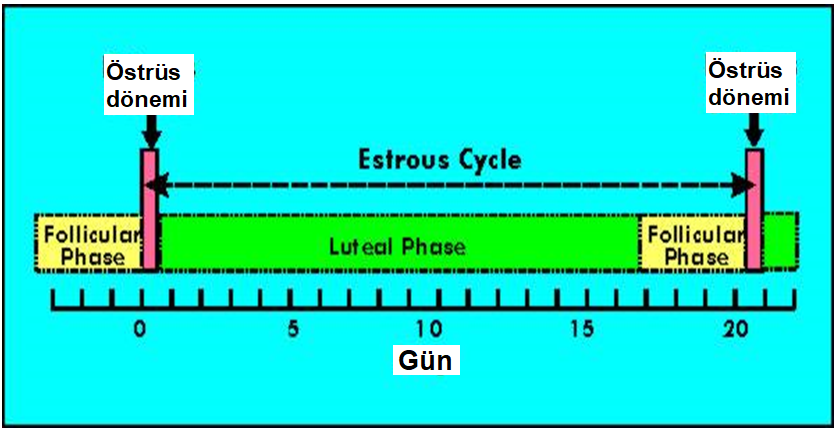 Östrüs
dönemi
Östrüs
dönemi
Estrous Cycle
Follicular
Phase
Luteal Phase
Follicular
Phase
0 5 10 15 20
Gün